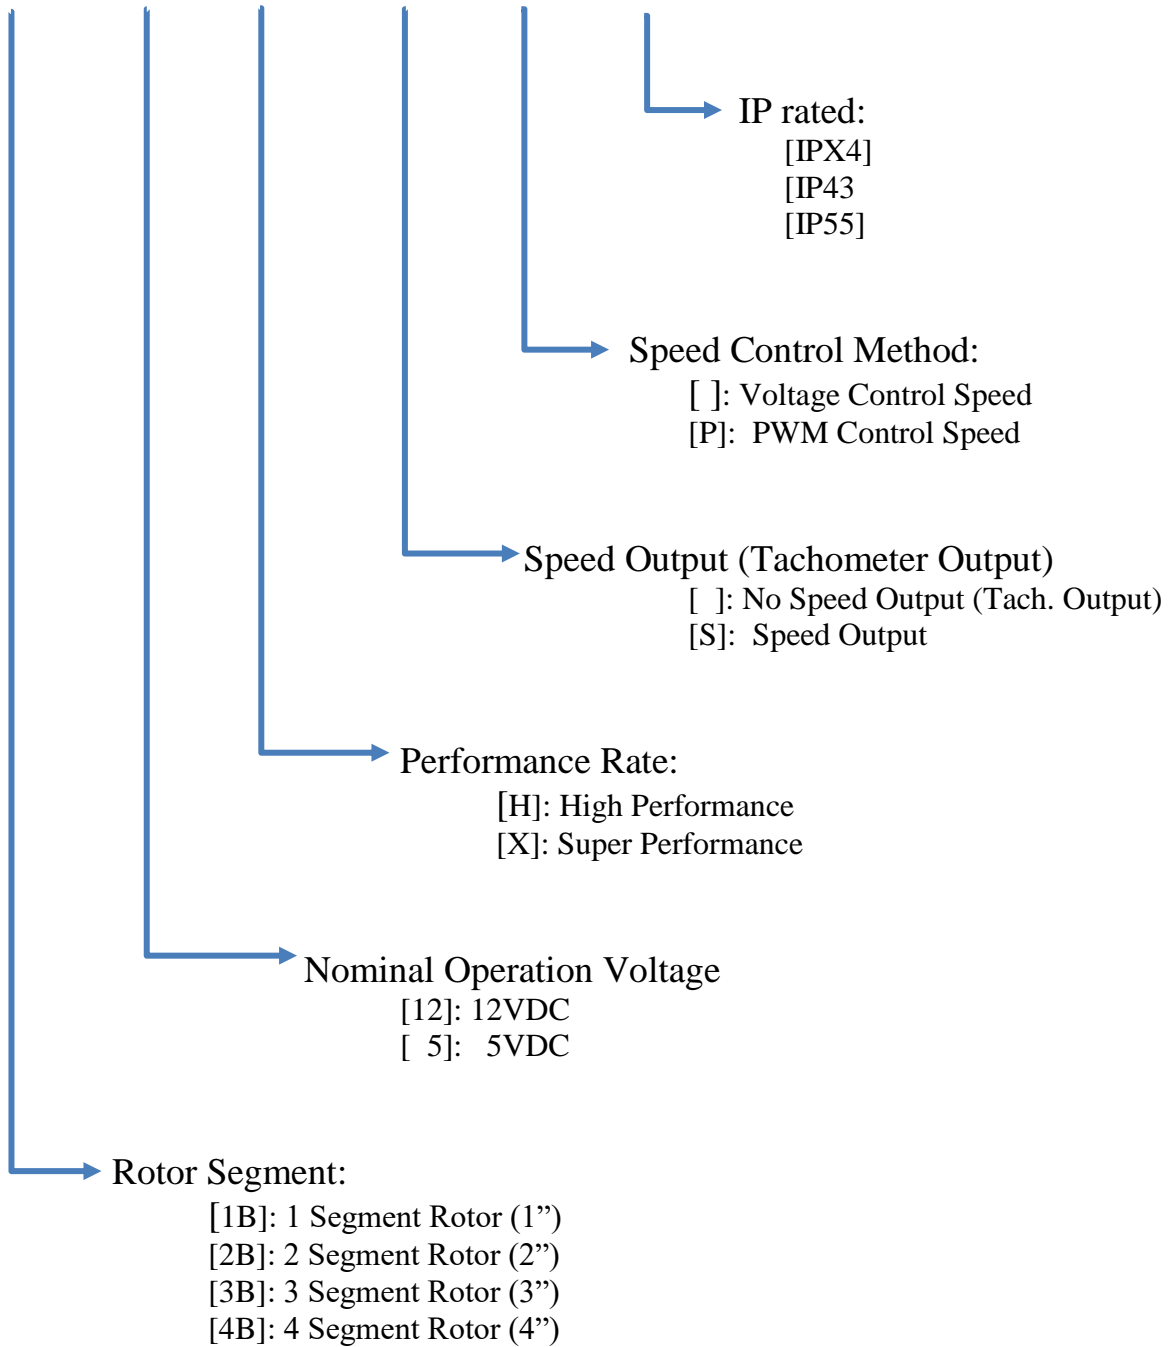 IP rated:
[IPX4]
[IP43
[IP55]
Speed Control Method:
[ ]: Voltage Control Speed
[P]:  PWM Control Speed
Speed Output (Tachometer Output)
[  ]: No Speed Output (Tach. Output)
[S]:  Speed Output
Performance Rate:
[H]: High Performance
[X]: Super Performance
Nominal Operation Voltage
[12]: 12VDC
[  5]:   5VDC
Rotor Segment:
[1B]: 1 Segment Rotor (1”)
[2B]: 2 Segment Rotor (2”)
[3B]: 3 Segment Rotor (3”)
[4B]: 4 Segment Rotor (4”)